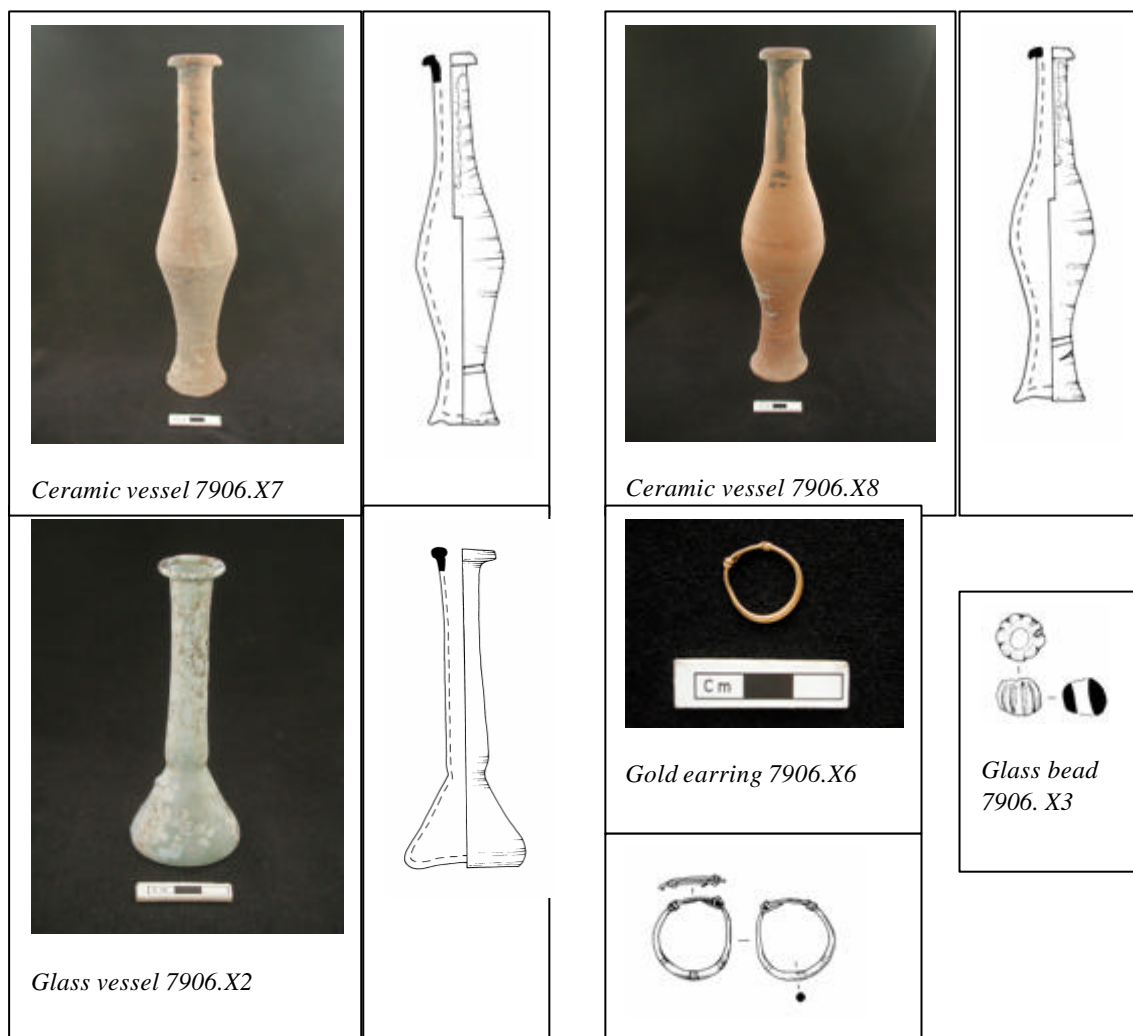 Ceramic vessel 7906.X7
Ceramic vessel 7906.X8
Cm
Gold earring 7906.X6
Glass bead
7906. X3
Cm
Glass vessel 7906.X2